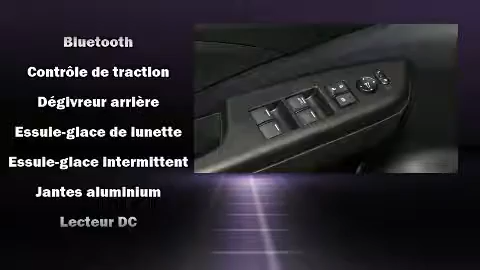 Bluetooth
Contrôle de traction
Dégivreur arrière
Essuie-glace de lunette
Essuie-glace intermittent
Jantes aluminium
Lecteur DC